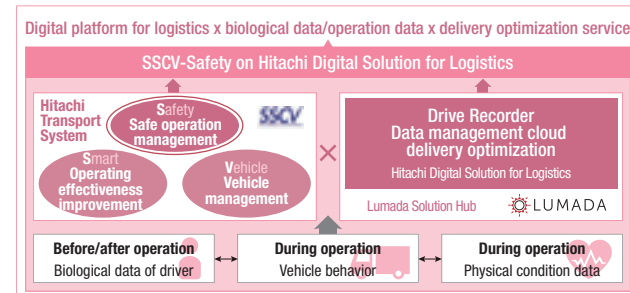 Digital platform for logistics x biological data/operation data x delivery optimization service
SSCV-Safety on Hitachi Digital Solution for Logistics
Hitachi
Transport
System
Safety
Safe operation
management
SSCV
Smart
Operating
effectiveness
improvement
Vehicle
Vehicle
management
×
Drive Recorder
Data management cloud
delivery optimization
Hitachi Digital Solution for Logistics
Lumada Solution Hub
LUMADA
Before/after operation
Biological data of driver
During operation
Vehicle behavior
During operation
Physical condition data